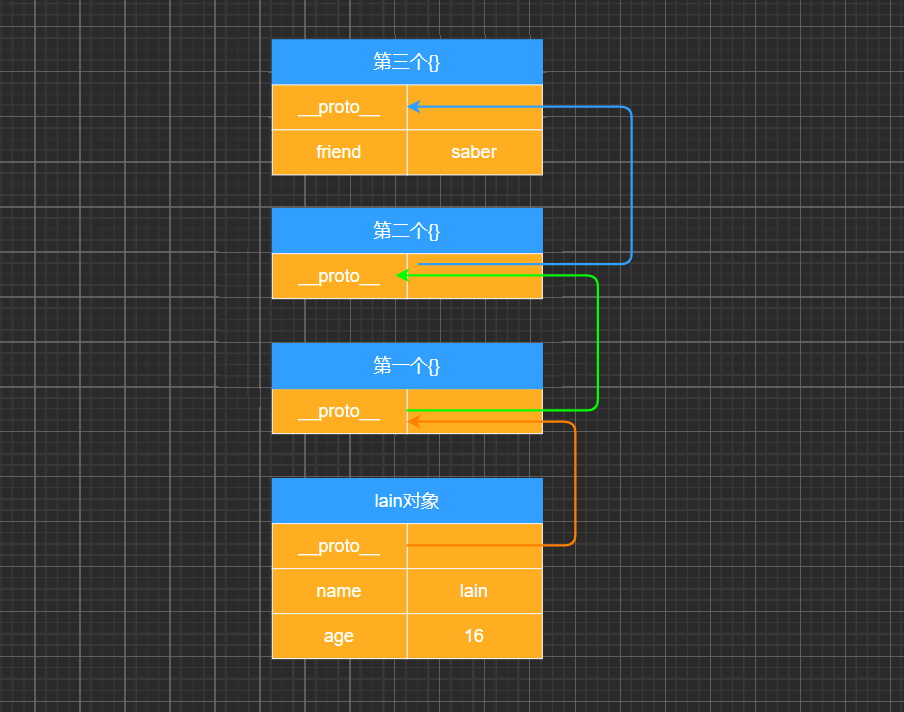 第三个{}
__proto__
friend saber
第二个{}
__proto__
第一个{}
__proto__
lain对象
__proto__
name lain
age 16